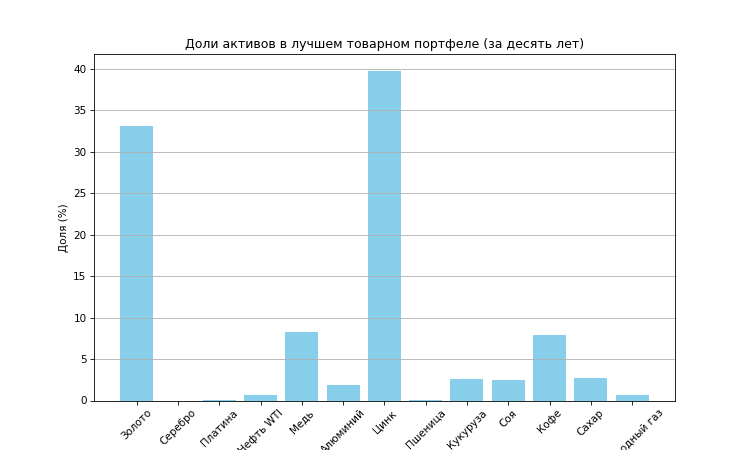 Доли активов в лучшем товарном портфеле (за десять лет)
Доля (%)
40
35
30
25
20
15
10
5
0
Золото
Серебро
Платина
Нефть WTI
Медь
Алюминий
Цинк
Пшеница
Кукуруза
Соя
Кофе
Сахар
одный газ